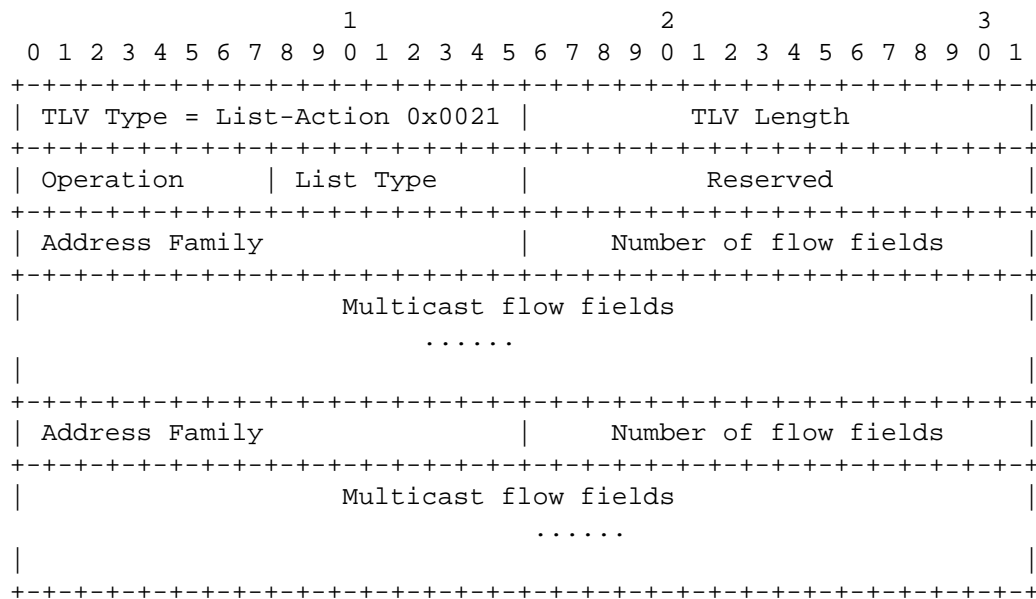 1                   2                   3
 0 1 2 3 4 5 6 7 8 9 0 1 2 3 4 5 6 7 8 9 0 1 2 3 4 5 6 7 8 9 0 1
+-+-+-+-+-+-+-+-+-+-+-+-+-+-+-+-+-+-+-+-+-+-+-+-+-+-+-+-+-+-+-+-+
| TLV Type = List-Action 0x0021 |          TLV Length           |
+-+-+-+-+-+-+-+-+-+-+-+-+-+-+-+-+-+-+-+-+-+-+-+-+-+-+-+-+-+-+-+-+
| Operation     | List Type     |           Reserved            |
+-+-+-+-+-+-+-+-+-+-+-+-+-+-+-+-+-+-+-+-+-+-+-+-+-+-+-+-+-+-+-+-+
| Address Family                |     Number of flow fields     |
+-+-+-+-+-+-+-+-+-+-+-+-+-+-+-+-+-+-+-+-+-+-+-+-+-+-+-+-+-+-+-+-+
|                    Multicast flow fields                      |
                          ......
|                                                               |
+-+-+-+-+-+-+-+-+-+-+-+-+-+-+-+-+-+-+-+-+-+-+-+-+-+-+-+-+-+-+-+-+
| Address Family                |     Number of flow fields     |
+-+-+-+-+-+-+-+-+-+-+-+-+-+-+-+-+-+-+-+-+-+-+-+-+-+-+-+-+-+-+-+-+
|                    Multicast flow fields                      |
                                 ......
|                                                               |
+-+-+-+-+-+-+-+-+-+-+-+-+-+-+-+-+-+-+-+-+-+-+-+-+-+-+-+-+-+-+-+-+